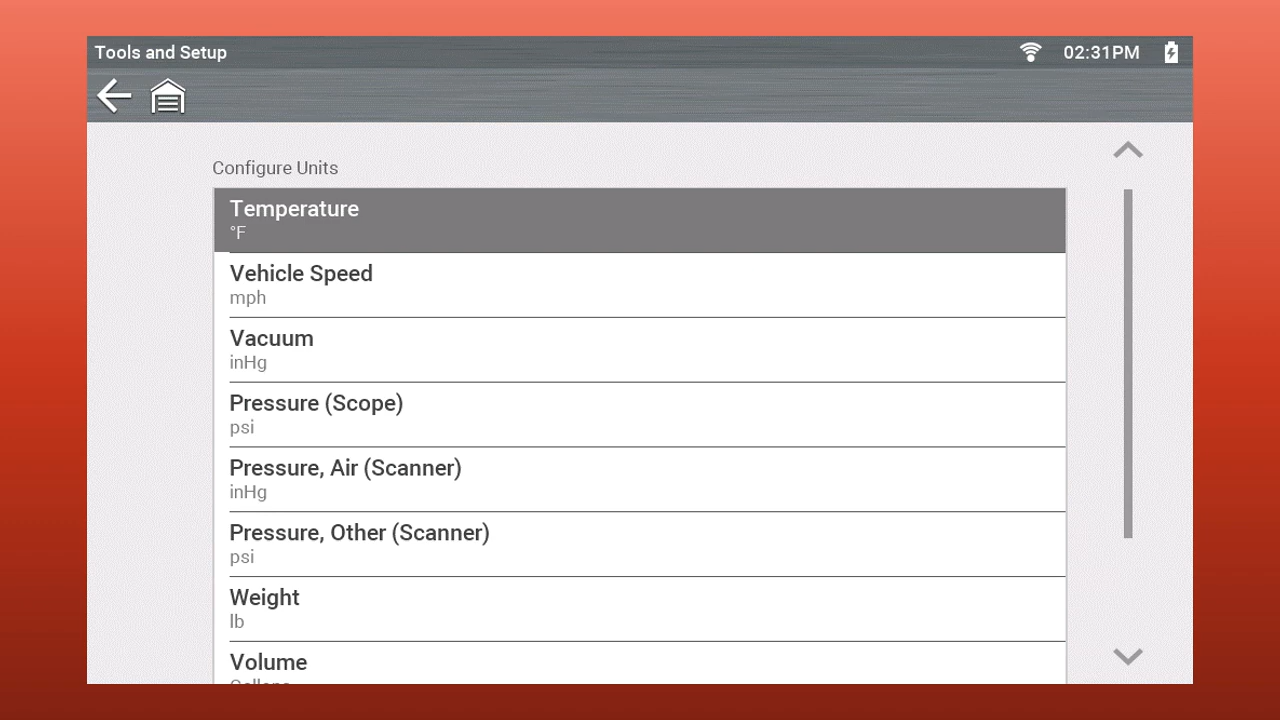 Tools and Setup
02:31PM
Configure Units
Temperature
°F
Vehicle Speed
mph
Vacuum
inHg
Pressure (Scope)
psi
Pressure, Air (Scanner)
inHg
Pressure, Other (Scanner)
psi
Weight
lb
Volume